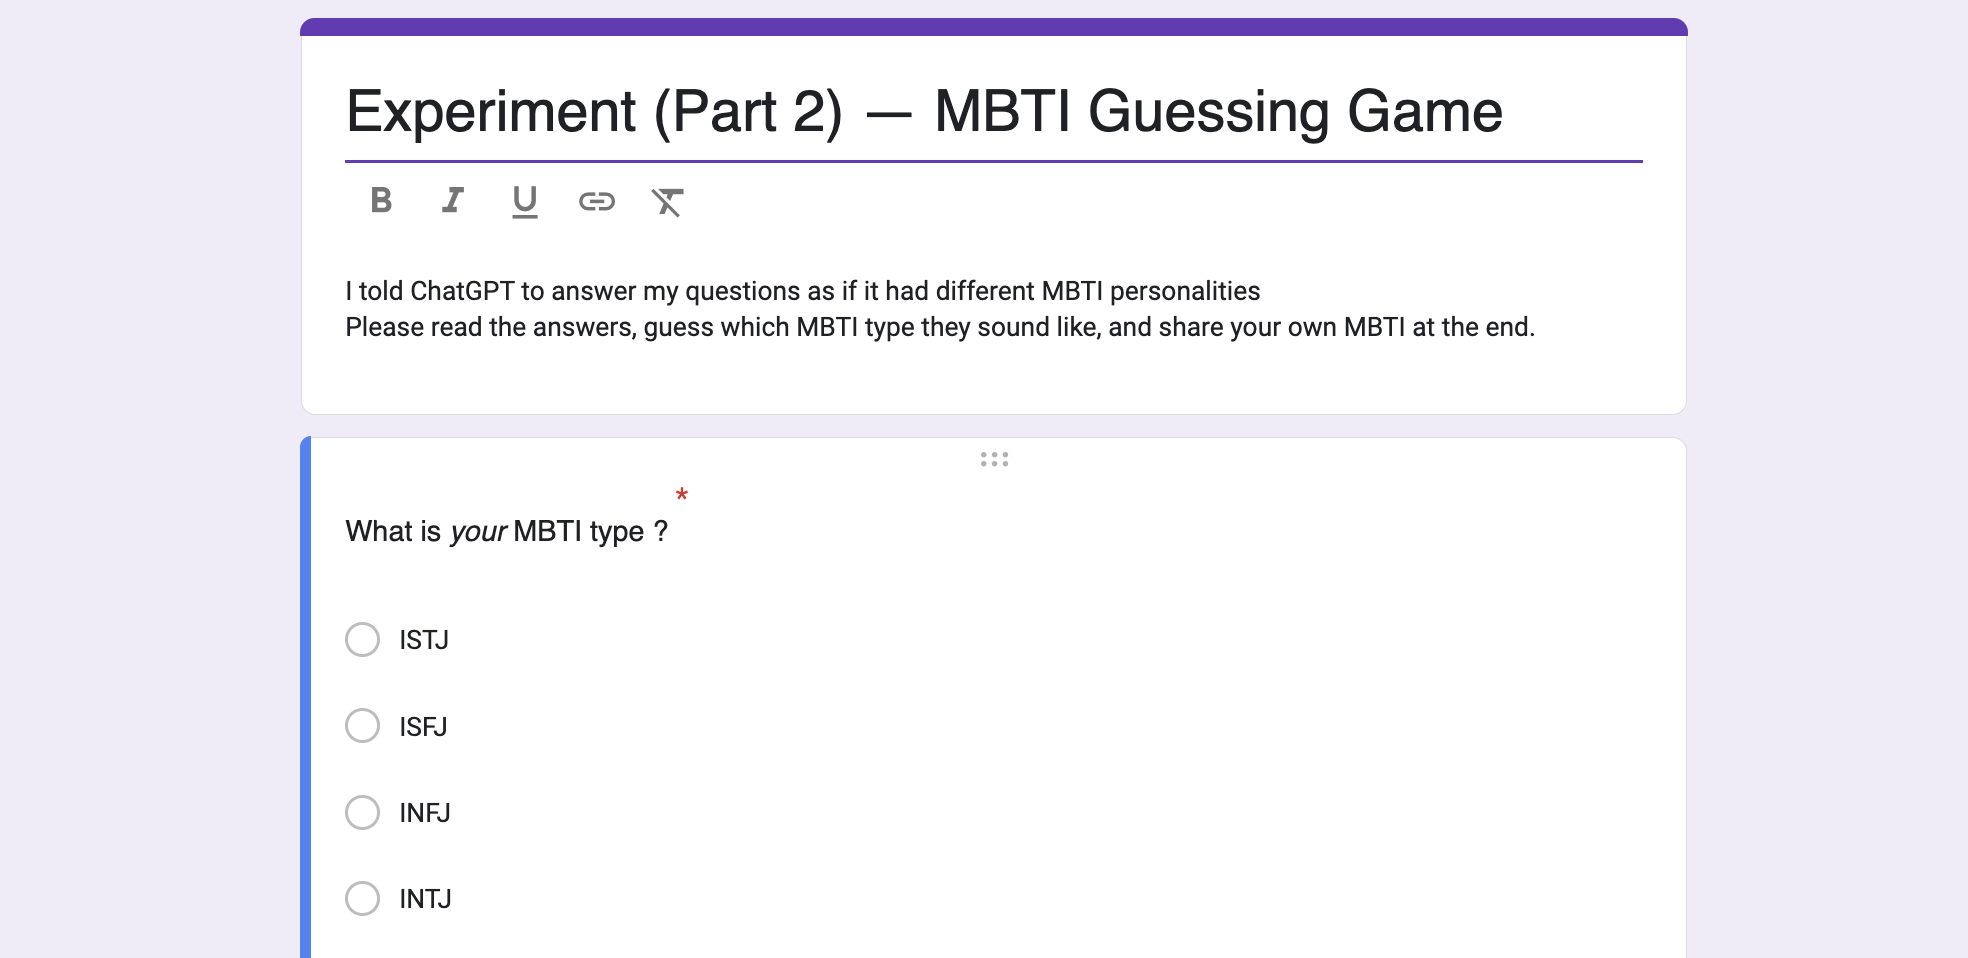 Experiment (Part 2) — MBTI Guessing Game
B I U
I told ChatGPT to answer my questions as if it had different MBTI personalities
Please read the answers, guess which MBTI type they sound like, and share your own MBTI at the end.
*
What is your MBTI type ?
ISTJ
ISFJ
INFJ
INTJ